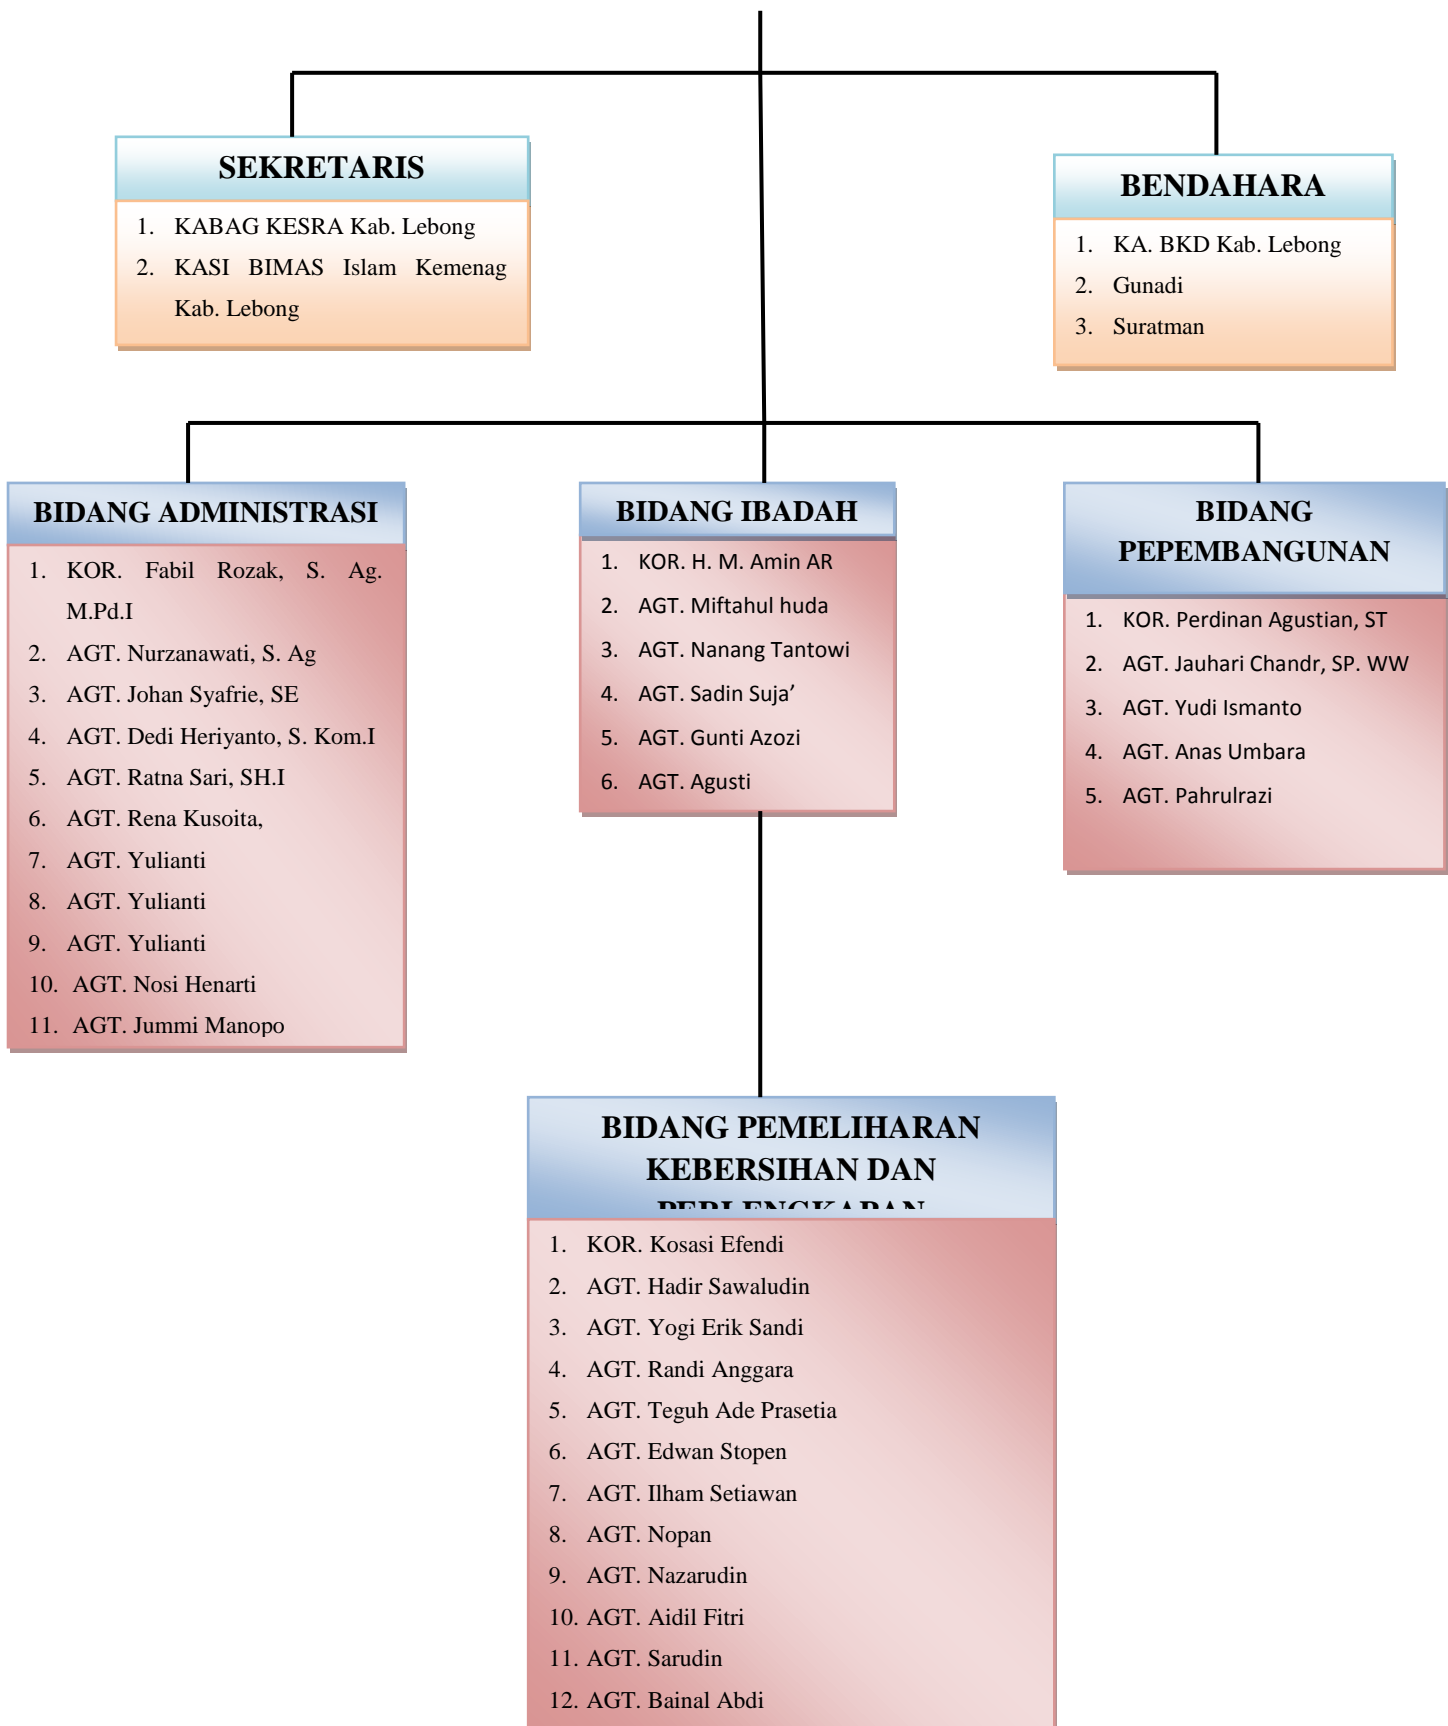 SEKRETARIS
1. KABAG KESRA Kab. Lebong
2. KASI BIMAS Islam Kemenag
Kab. Lebong
BENDAHARA
1. KA. BKD Kab. Lebong
2. Gunadi
3. Suratman
BIDANG ADMINISTRASI
1. KOR. Fabil Rozak, S. Ag.
M.Pd.I
2. AGT. Nurzanawati, S. Ag
3. AGT. Johan Syafrie, SE
4. AGT. Dedi Heriyanto, S. Kom.I
5. AGT. Ratna Sari, SH.I
6. AGT. Rena Kusoita,
7. AGT. Yulianti
8. AGT. Yulianti
9. AGT. Yulianti
10. AGT. Nosi Henarti
11. AGT. Jummi Manopo
BIDANG IBADAH
1. KOR. H. M. Amin AR
2. AGT. Miftahul huda
3. AGT. Nanang Tantowi
4. AGT. Sadin Suja’
5. AGT. Gunti Azozi
6. AGT. Agusti
BIDANG
PEPEMBANGUNAN
1. KOR. Perdinan Agustian, ST
2. AGT. Jauhari Chandr, SP. WW
3. AGT. Yudi Ismanto
4. AGT. Anas Umbara
5. AGT. Pahrulrazi
BIDANG PEMELIHARAN
KEBERSIHAN DAN
PERLENGKAPAN
1. KOR. Kosasi Efendi
2. AGT. Hadir Sawaludin
3. AGT. Yogi Erik Sandi
4. AGT. Randi Anggara
5. AGT. Teguh Ade Prasetia
6. AGT. Edwan Stopen
7. AGT. Ilham Setiawan
8. AGT. Nopan
9. AGT. Nazarudin
10. AGT. Aidil Fitri
11. AGT. Sarudin
12. AGT. Bainal Abdi